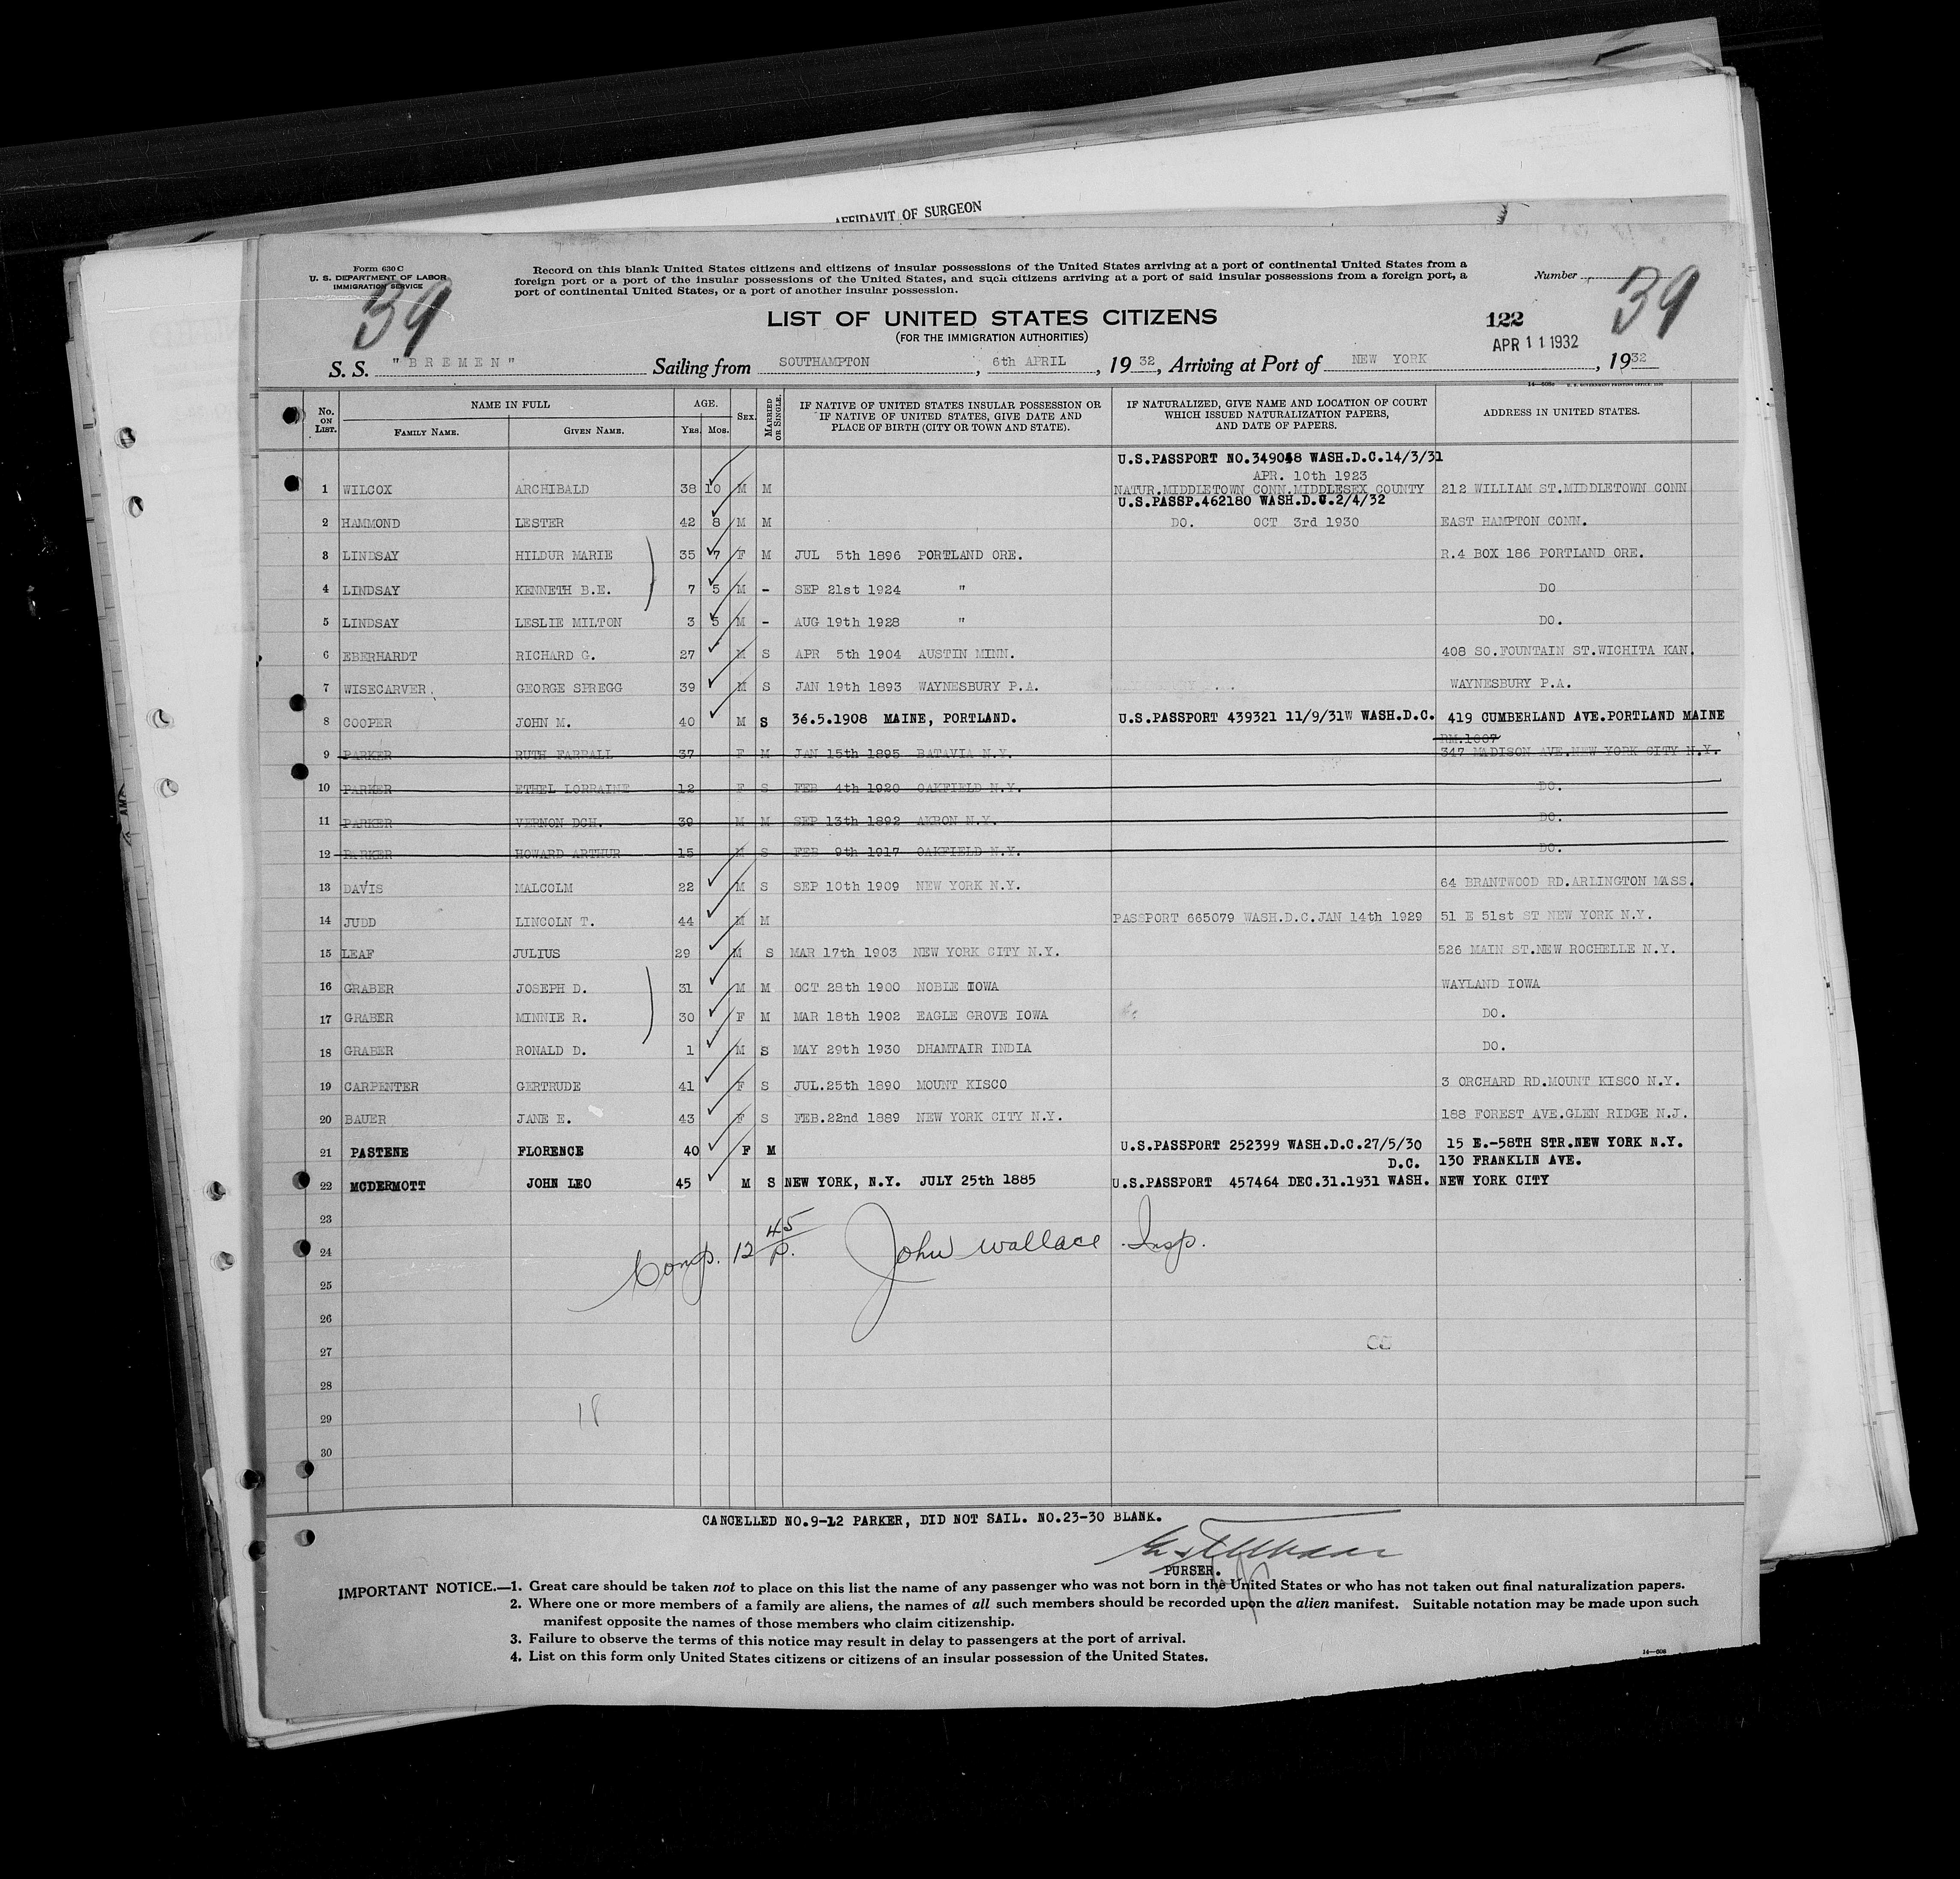 AFFIDAVIT OF SURGEON
Form 630 C
U. S. DEPARTMENT OF LABOR
IMMIGRATION SERVICE
39
Record on this blank United States citizens and citizens of insular possessions of the United States arriving at a port of continental United States from a
foreign port or a port of the insular possessions of the United States, and such citizens arriving at a port of said insular possessions from a foreign port, a
port of continental United States, or a port of another insular possession.
Number
39
LIST OF UNITED STATES CITIZENS
(FOR THE IMMIGRATION AUTHORITIES)
122
APR 11 1932
S. S. "BREMEN" Sailing from SOUTHAMPTON, 6th APRIL, 1932, Arriving at Port of NEW YORK, 1932
No. ON LIST. NAME IN FULL FAMILY NAME. GIVEN NAME. AGE. YRS. MOS. SEX. MARRIED OR SINGLE. IF NATIVE OF UNITED STATES INSULAR POSSESSION OR IF NATIVE OF UNITED STATES, GIVE DATE AND PLACE OF BIRTH (CITY OR TOWN AND STATE). IF NATURALIZED, GIVE NAME AND LOCATION OF COURT WHICH ISSUED NATURALIZATION PAPERS, AND DATE OF PAPERS. ADDRESS IN UNITED STATES.
U.S.PASSPORT NO.349048 WASH.D.C.14/3/31
APR. 10th 1923
1 WILCOX ARCHIBALD 38 10 M M NATUR.MIDDLETOWN CONN.MIDDLESEX COUNTY 212 WILLIAM ST.MIDDLETOWN CONN
U.S.PASSP.462180 WASH.D.C.2/4/32
2 HAMMOND LESTER 42 8 M M DO. OCT 3rd 1930 EAST HAMPTON CONN.
3 LINDSAY HILDUR MARIE 35 7 F M JUL 5th 1896 PORTLAND ORE. R.4 BOX 186 PORTLAND ORE.
4 LINDSAY KENNETH B.E. 7 5 M - SEP 21st 1924 " DO
5 LINDSAY LESLIE MILTON 3 5 M - AUG 19th 1928 " DO.
6 EBERHARDT RICHARD G. 27 M S APR 5th 1904 AUSTIN MINN. 408 SO.FOUNTAIN ST.WICHITA KAN.
7 WISECARVER GEORGE SPREGG 39 M S JAN 19th 1893 WAYNESBURY P.A. WAYNESBURY P.A.
8 COOPER JOHN M. 40 M S 36.5.1908 MAINE, PORTLAND. U.S.PASSPORT 439321 11/9/31W WASH.D.C. 419 CUMBERLAND AVE.PORTLAND MAINE
RM.1807
9 PARKER RUTH FARRALL 37 F M JAN 15th 1895 BATAVIA N.Y. 347 MADISON AVE.NEW YORK CITY N.Y.
10 PARKER ETHEL LORRAINE 12 F S FEB 4th 1920 OAKFIELD N.Y. DO.
11 PARKER VERNON DCH. 39 M M SEP 13th 1892 AKRON N.Y. DO.
12 PARKER HOWARD ARTHUR 15 M S FEB 9th 1917 OAKFIELD N.Y. DO.
13 DAVIS MALCOLM 22 M S SEP 10th 1909 NEW YORK N.Y. 64 BRANTWOOD RD.ARLINGTON MASS.
14 JUDD LINCOLN T. 44 M M PASSPORT 665079 WASH.D.C.JAN 14th 1929 51 E 51st ST NEW YORK N.Y.
15 LEAF JULIUS 29 M S MAR 17th 1903 NEW YORK CITY N.Y. 526 MAIN ST.NEW ROCHELLE N.Y.
16 GRABER JOSEPH D. 31 M M OCT 28th 1900 NOBLE IOWA WAYLAND IOWA
17 GRABER MINNIE R. 30 F M MAR 18th 1902 EAGLE GROVE IOWA DO.
18 GRABER RONALD D. 1 M S MAY 29th 1930 DHAMTAIR INDIA DO.
19 CARPENTER GERTRUDE 41 F S JUL.25th 1890 MOUNT KISCO 3 ORCHARD RD.MOUNT KISCO N.Y.
20 BAUER JANE E. 43 F S FEB.22nd 1889 NEW YORK CITY N.Y. 188 FOREST AVE.GLEN RIDGE N.J.
21 PASTENE FLORENCE 40 F M U.S.PASSPORT 252399 WASH.D.C.27/5/30 15 E.-58TH STR.NEW YORK N.Y.
D.C. 130 FRANKLIN AVE.
22 MCDERMOTT JOHN LEO 45 M S NEW YORK, N.Y. JULY 25th 1885 U.S.PASSPORT 457464 DEC.31.1931 WASH. NEW YORK CITY
23
24 Comp. 12 45/p. John Wallace Insp.
25
26
27
28
29 18
30
CANCELLED NO.9-12 PARKER, DID NOT SAIL. NO.23-30 BLANK.
PURSER.
IMPORTANT NOTICE.—1. Great care should be taken not to place on this list the name of any passenger who was not born in the United States or who has not taken out final naturalization papers.
2. Where one or more members of a family are aliens, the names of all such members should be recorded upon the alien manifest. Suitable notation may be made upon such
manifest opposite the names of those members who claim citizenship.
3. Failure to observe the terms of this notice may result in delay to passengers at the port of arrival.
4. List on this form only United States citizens or citizens of an insular possession of the United States.